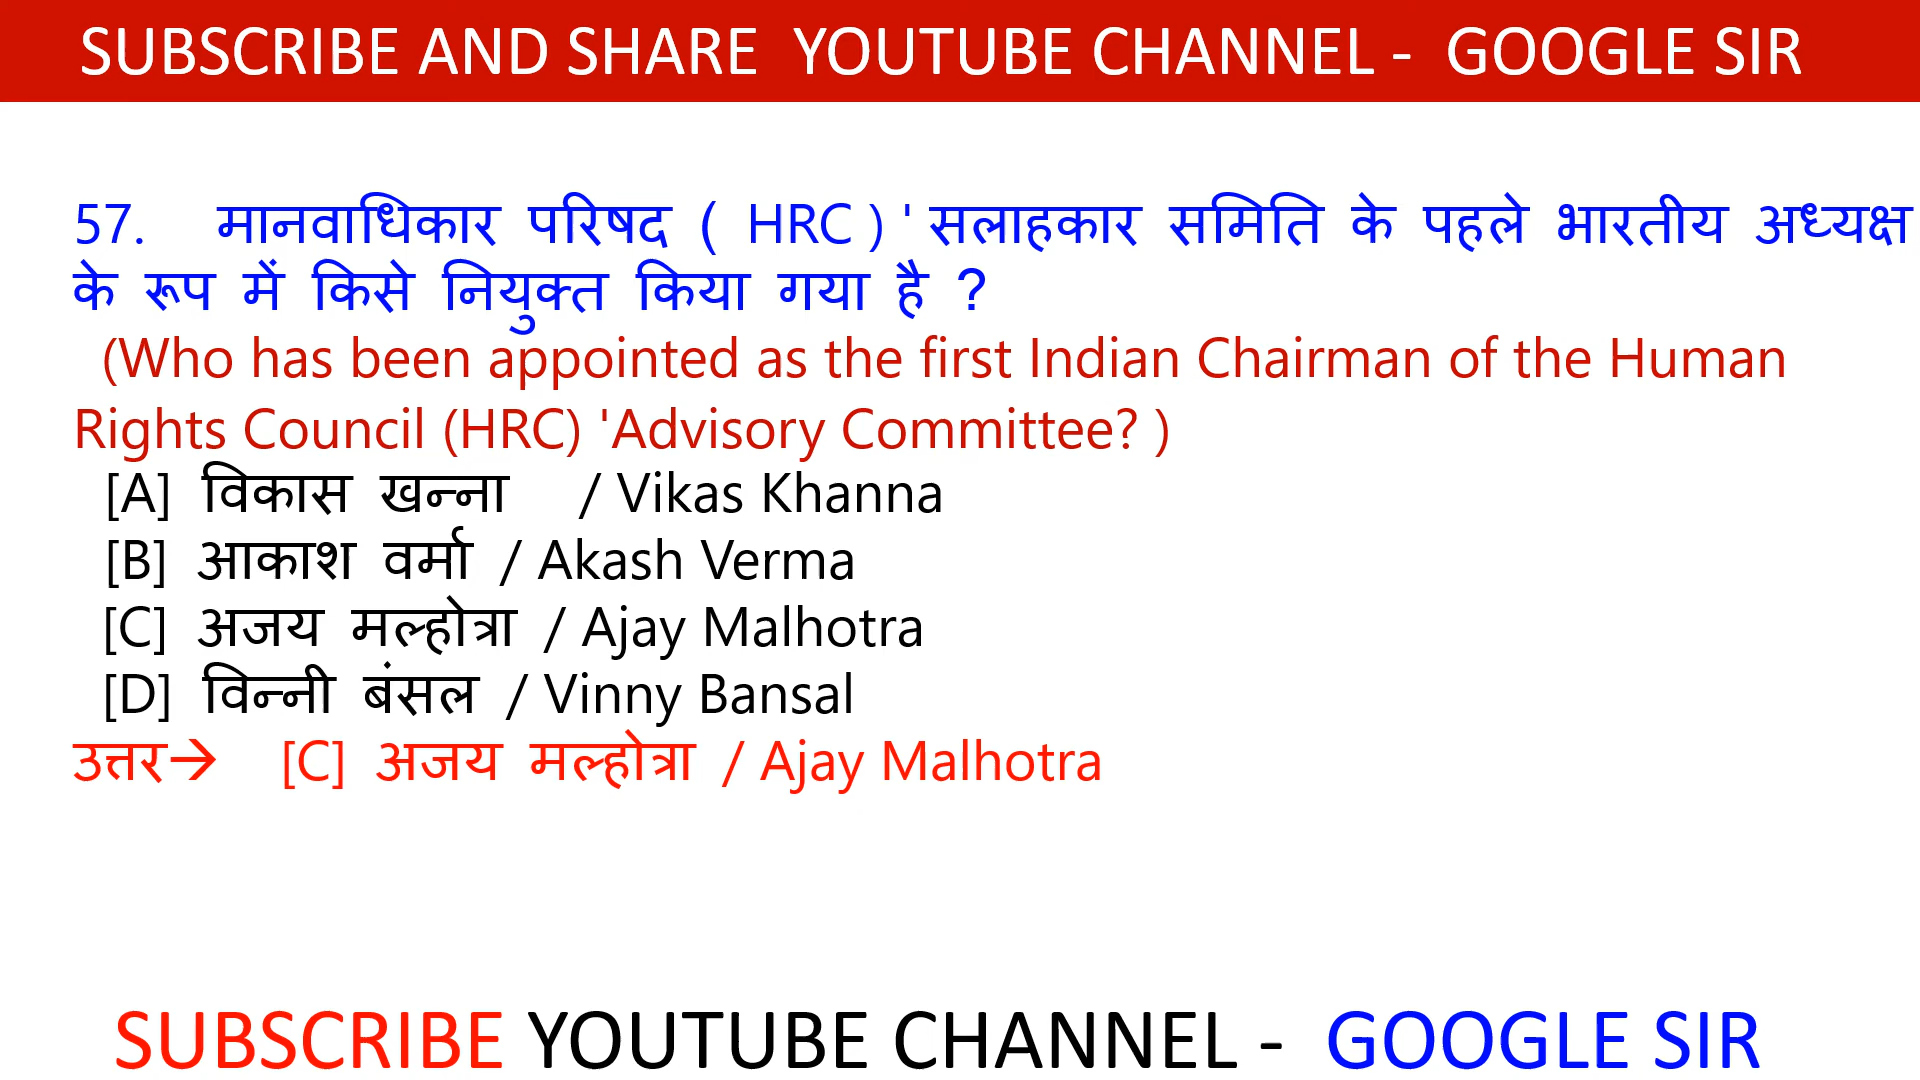 SUBSCRIBE AND SHARE YOUTUBE CHANNEL - GOOGLE SIR
57. मानवाधिकार परिषद ( HRC ) ' सलाहकार समिति के पहले भारतीय अध्यक्ष
के रूप में किसे नियुक्त किया गया है ?
(Who has been appointed as the first Indian Chairman of the Human
Rights Council (HRC) 'Advisory Committee? )
[A] विकास खन्ना / Vikas Khanna
[B] आकाश वर्मा / Akash Verma
[C] अजय मल्होत्रा / Ajay Malhotra
[D] विन्नी बंसल / Vinny Bansal
उत्तर→ [C] अजय मल्होत्रा / Ajay Malhotra
SUBSCRIBE YOUTUBE CHANNEL - GOOGLE SIR